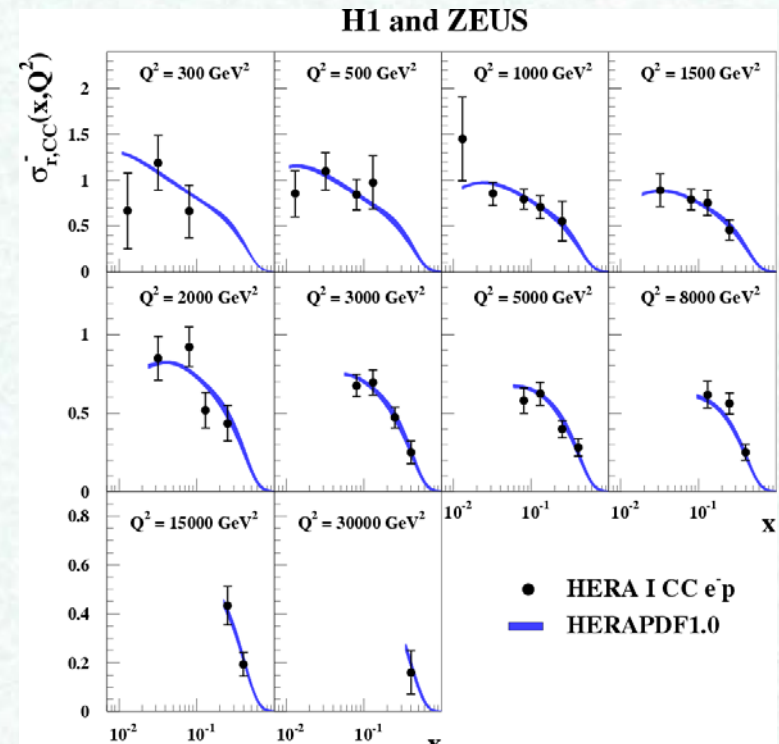 H1 and ZEUS
σ⁻r,CC(x,Q²)
Q² = 300 GeV² Q² = 500 GeV² Q² = 1000 GeV² Q² = 1500 GeV²
2
1.5
1
0.5
0
Q² = 2000 GeV² Q² = 3000 GeV² Q² = 5000 GeV² Q² = 8000 GeV²
1
0.5
0
Q² = 15000 GeV² Q² = 30000 GeV² 10⁻² 10⁻¹ 10⁻² 10⁻¹ x
0.8
0.6
HERA I CC e⁻p
0.4
HERAPDF1.0
0.2
0
10⁻² 10⁻¹ 10⁻² 10⁻¹ x